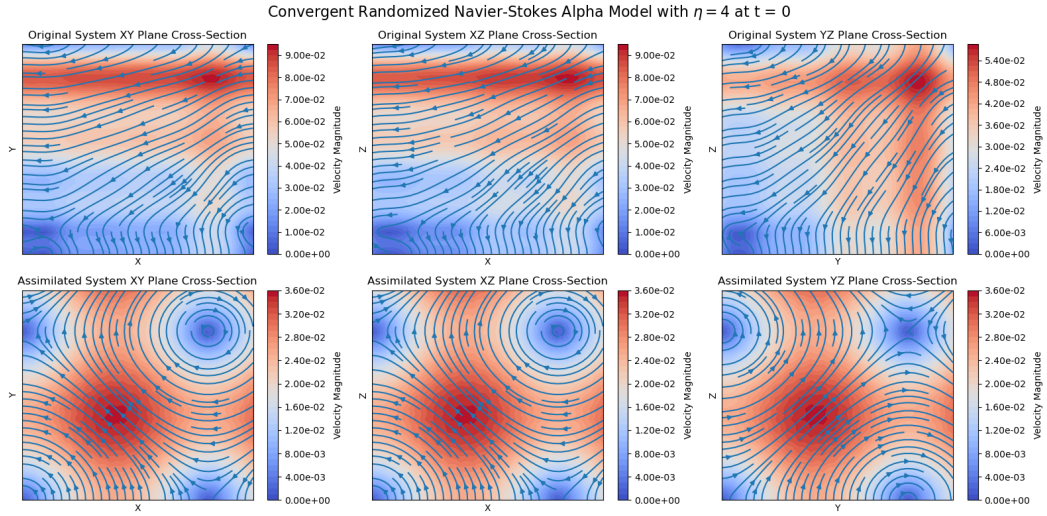 Convergent Randomized Navier-Stokes Alpha Model with η = 4 at t = 0
Original System XY Plane Cross-Section
Original System XZ Plane Cross-Section
Original System YZ Plane Cross-Section
9.00e-02
8.00e-02
7.00e-02
6.00e-02
5.00e-02
4.00e-02
3.00e-02
2.00e-02
1.00e-02
0.00e+00
Velocity Magnitude
Y
X
9.00e-02
8.00e-02
7.00e-02
6.00e-02
5.00e-02
4.00e-02
3.00e-02
2.00e-02
1.00e-02
0.00e+00
Velocity Magnitude
Z
X
5.40e-02
4.80e-02
4.20e-02
3.60e-02
3.00e-02
2.40e-02
1.80e-02
1.20e-02
6.00e-03
0.00e+00
Velocity Magnitude
Z
Y
Assimilated System XY Plane Cross-Section
Assimilated System XZ Plane Cross-Section
Assimilated System YZ Plane Cross-Section
3.60e-02
3.20e-02
2.80e-02
2.40e-02
2.00e-02
1.60e-02
1.20e-02
8.00e-03
4.00e-03
0.00e+00
Velocity Magnitude
Y
X
3.60e-02
3.20e-02
2.80e-02
2.40e-02
2.00e-02
1.60e-02
1.20e-02
8.00e-03
4.00e-03
0.00e+00
Velocity Magnitude
Z
X
3.60e-02
3.20e-02
2.80e-02
2.40e-02
2.00e-02
1.60e-02
1.20e-02
8.00e-03
4.00e-03
0.00e+00
Velocity Magnitude
Z
Y